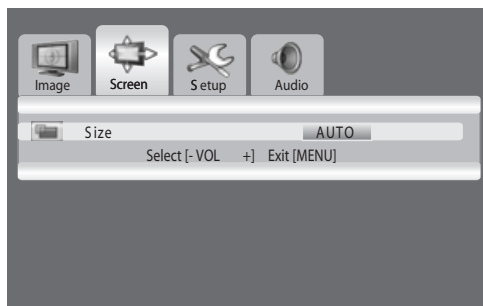 Image Screen Setup Audio
Size AUTO
Select [- VOL +] Exit [MENU]